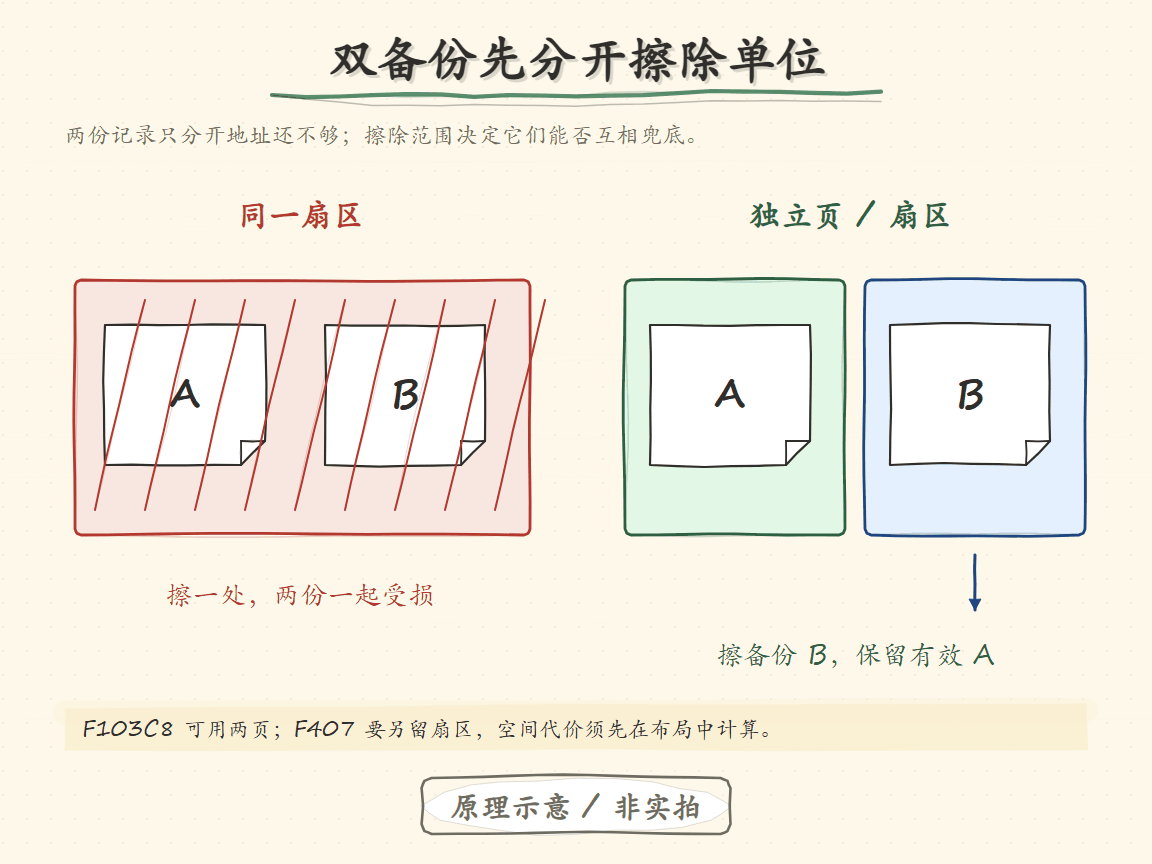 双备份先分开擦除单位
两份记录只分开地址还不够；擦除范围决定它们能否互相兜底。
同一扇区
独立页 / 扇区
A
B
A
B
擦一处，两份一起受损
擦备份 B，保留有效 A
F103C8 可用两页；F407 要另留扇区，空间代价须先在布局中计算。
原理示意 / 非实拍